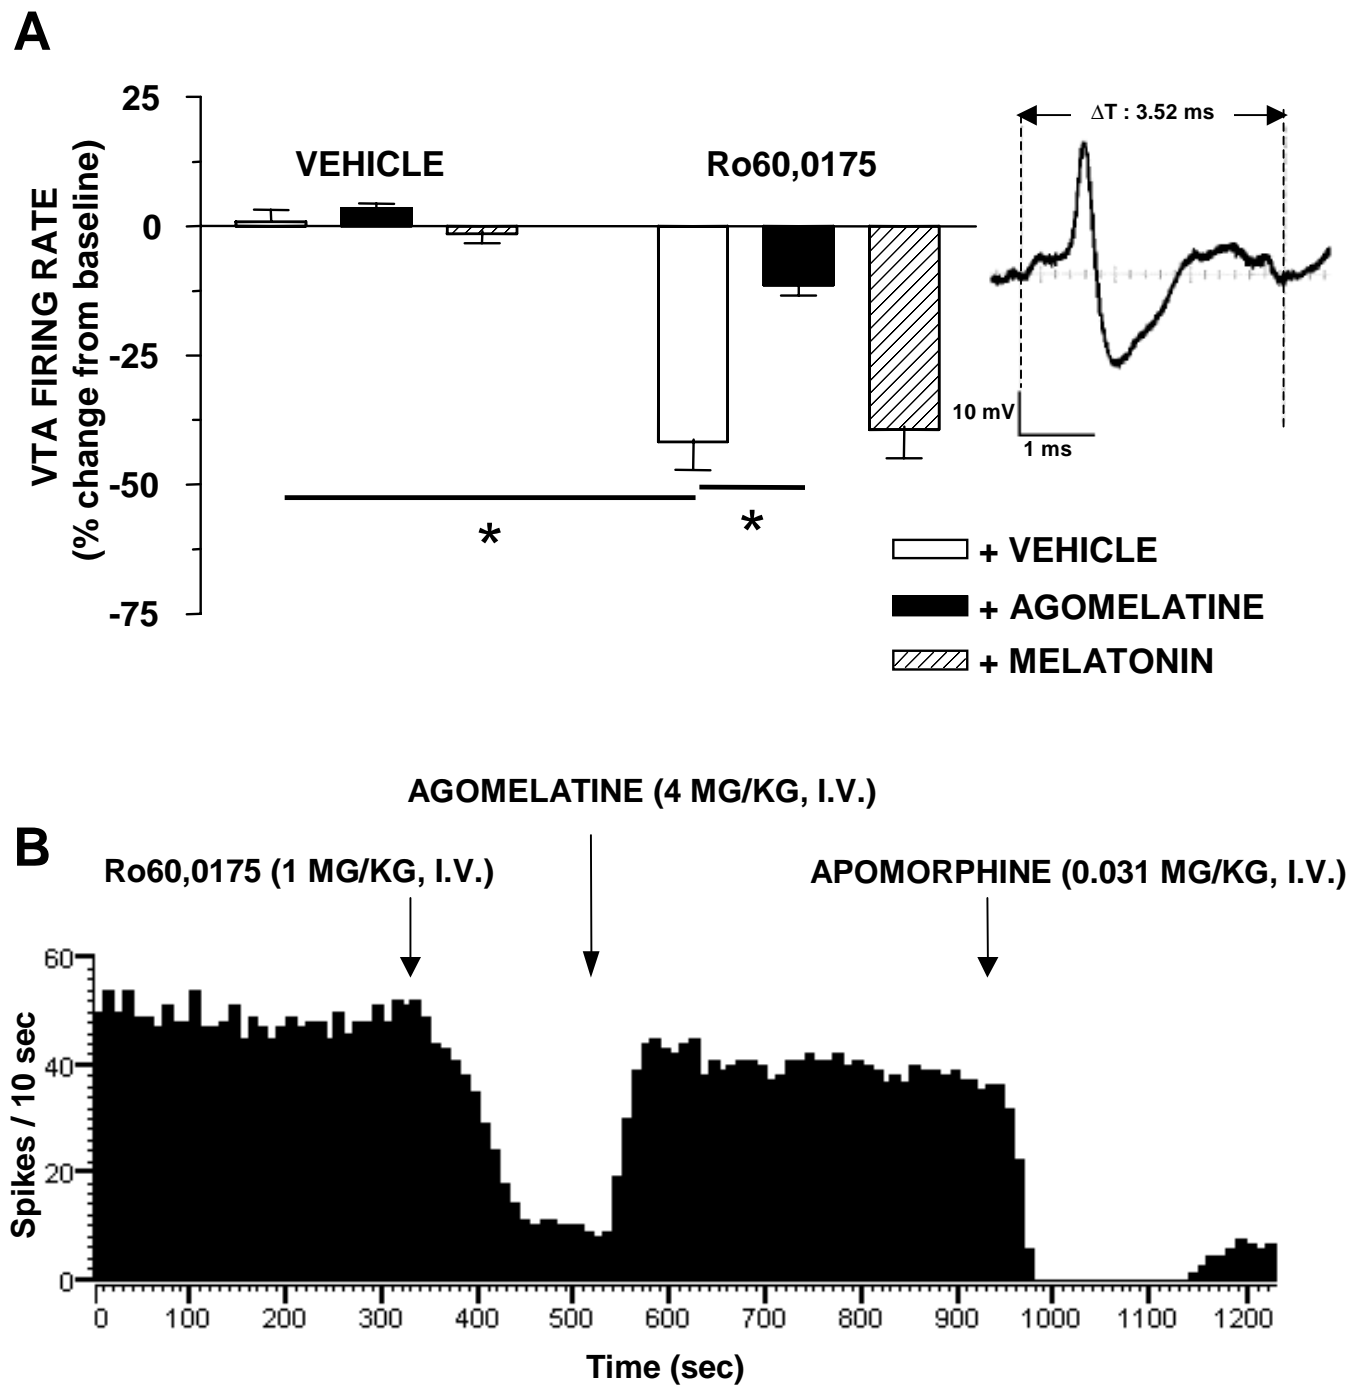 A
25
0
-25
-50
-75
VTA FIRING RATE
(% change from baseline)
VEHICLE
Ro60,0175
*
*
ΔT : 3.52 ms
10 mV
1 ms
+ VEHICLE
+ AGOMELATINE
+ MELATONIN
B
AGOMELATINE (4 MG/KG, I.V.)
Ro60,0175 (1 MG/KG, I.V.)
APOMORPHINE (0.031 MG/KG, I.V.)
60
40
20
0
Spikes / 10 sec
0 100 200 300 400 500 600 700 800 900 1000 1100 1200
Time (sec)